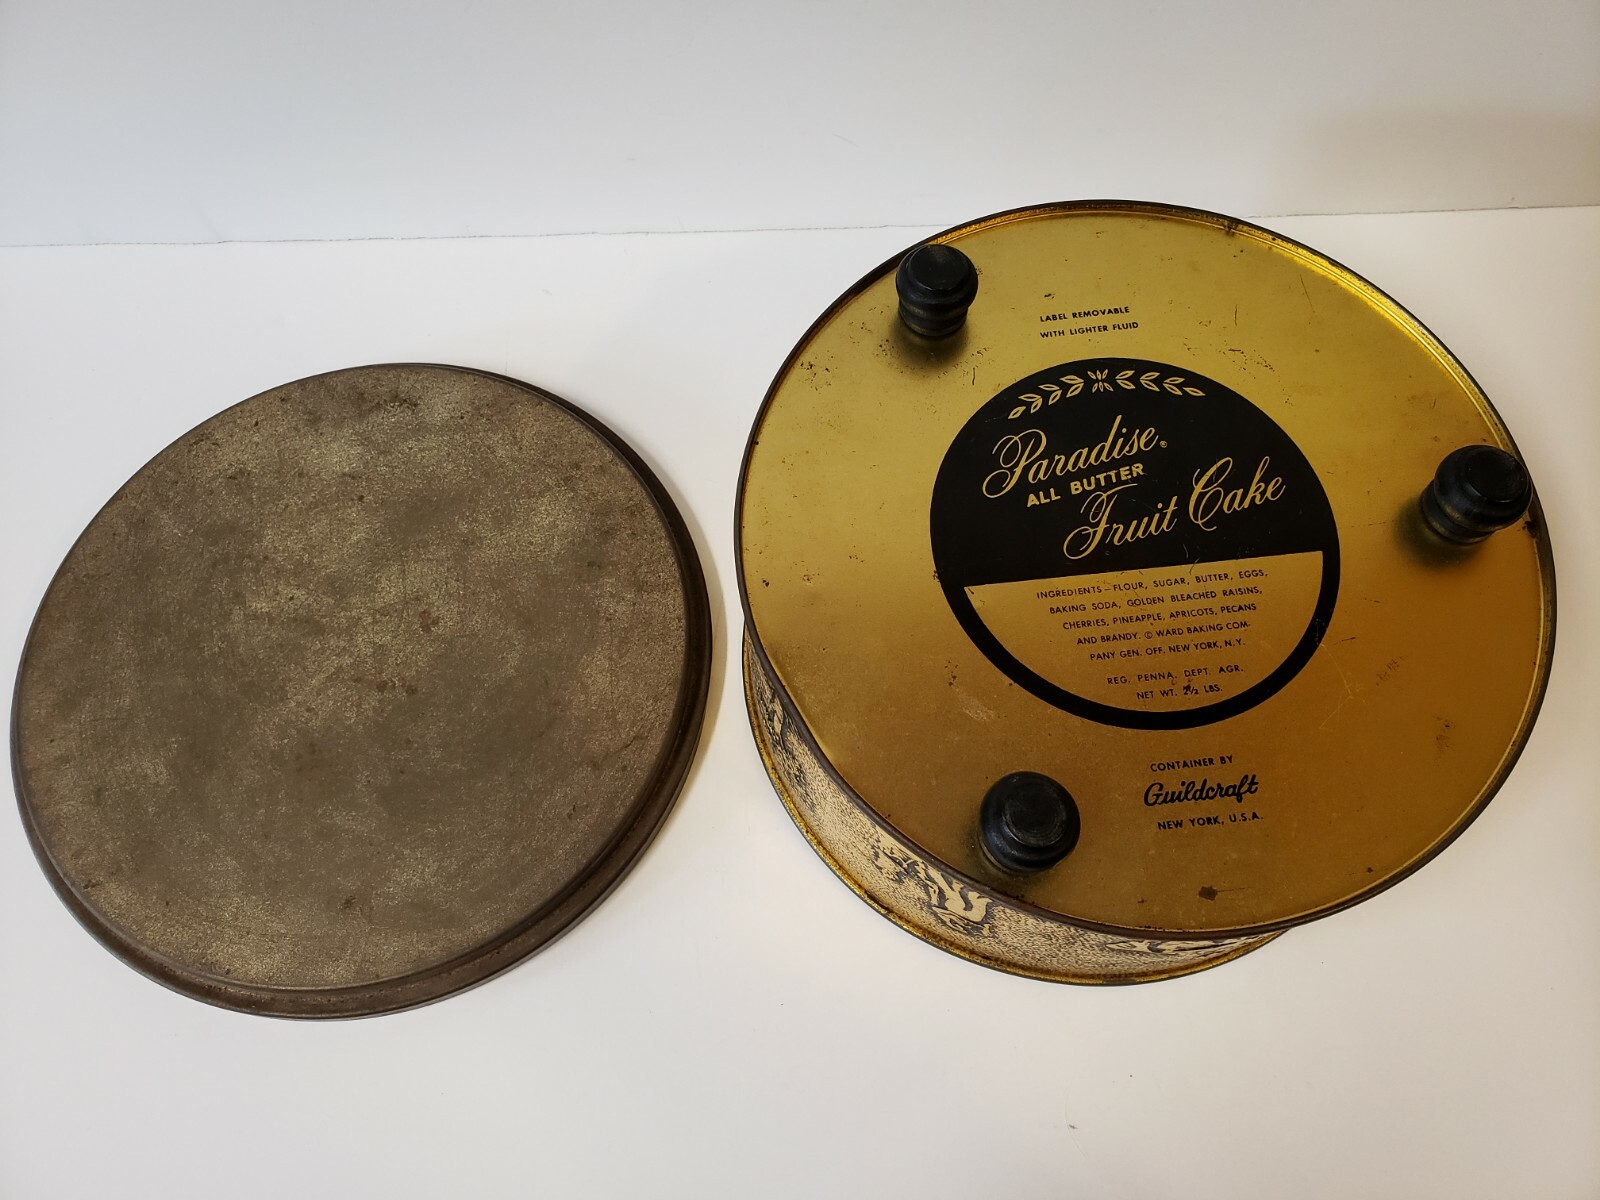 LABEL REMOVABLE
WITH LIGHTER FLUID
Paradise®
ALL BUTTER
Fruit Cake
INGREDIENTS—FLOUR, SUGAR, BUTTER, EGGS,
BAKING SODA, GOLDEN BLEACHED RAISINS,
CHERRIES, PINEAPPLE, APRICOTS, PECANS
AND BRANDY. © WARD BAKING COM-
PANY GEN. OFF. NEW YORK, N.Y.
REG. PENNA. DEPT. AGR.
NET WT. 2½ LBS.
CONTAINER BY
Guildcraft
NEW YORK, U.S.A.